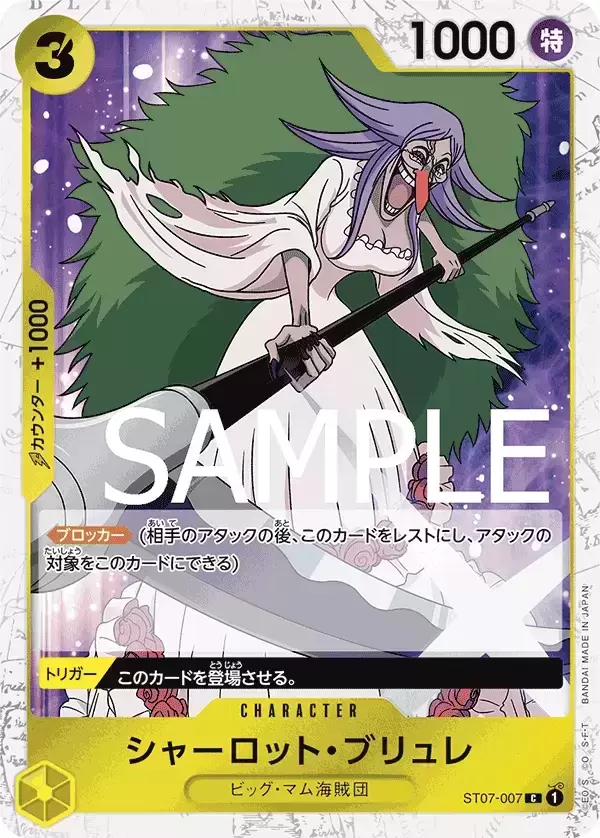 3
1000
特
カウンター +1000
SAMPLE
ブロッカー (相手のアタックの後、このカードをレストにし、アタックの
対象をこのカードにできる)
トリガー このカードを登場させる。
CHARACTER
シャーロット・ブリュレ
ビッグ・マム海賊団
ST07-007 C 1
BANDAI MADE IN JAPAN